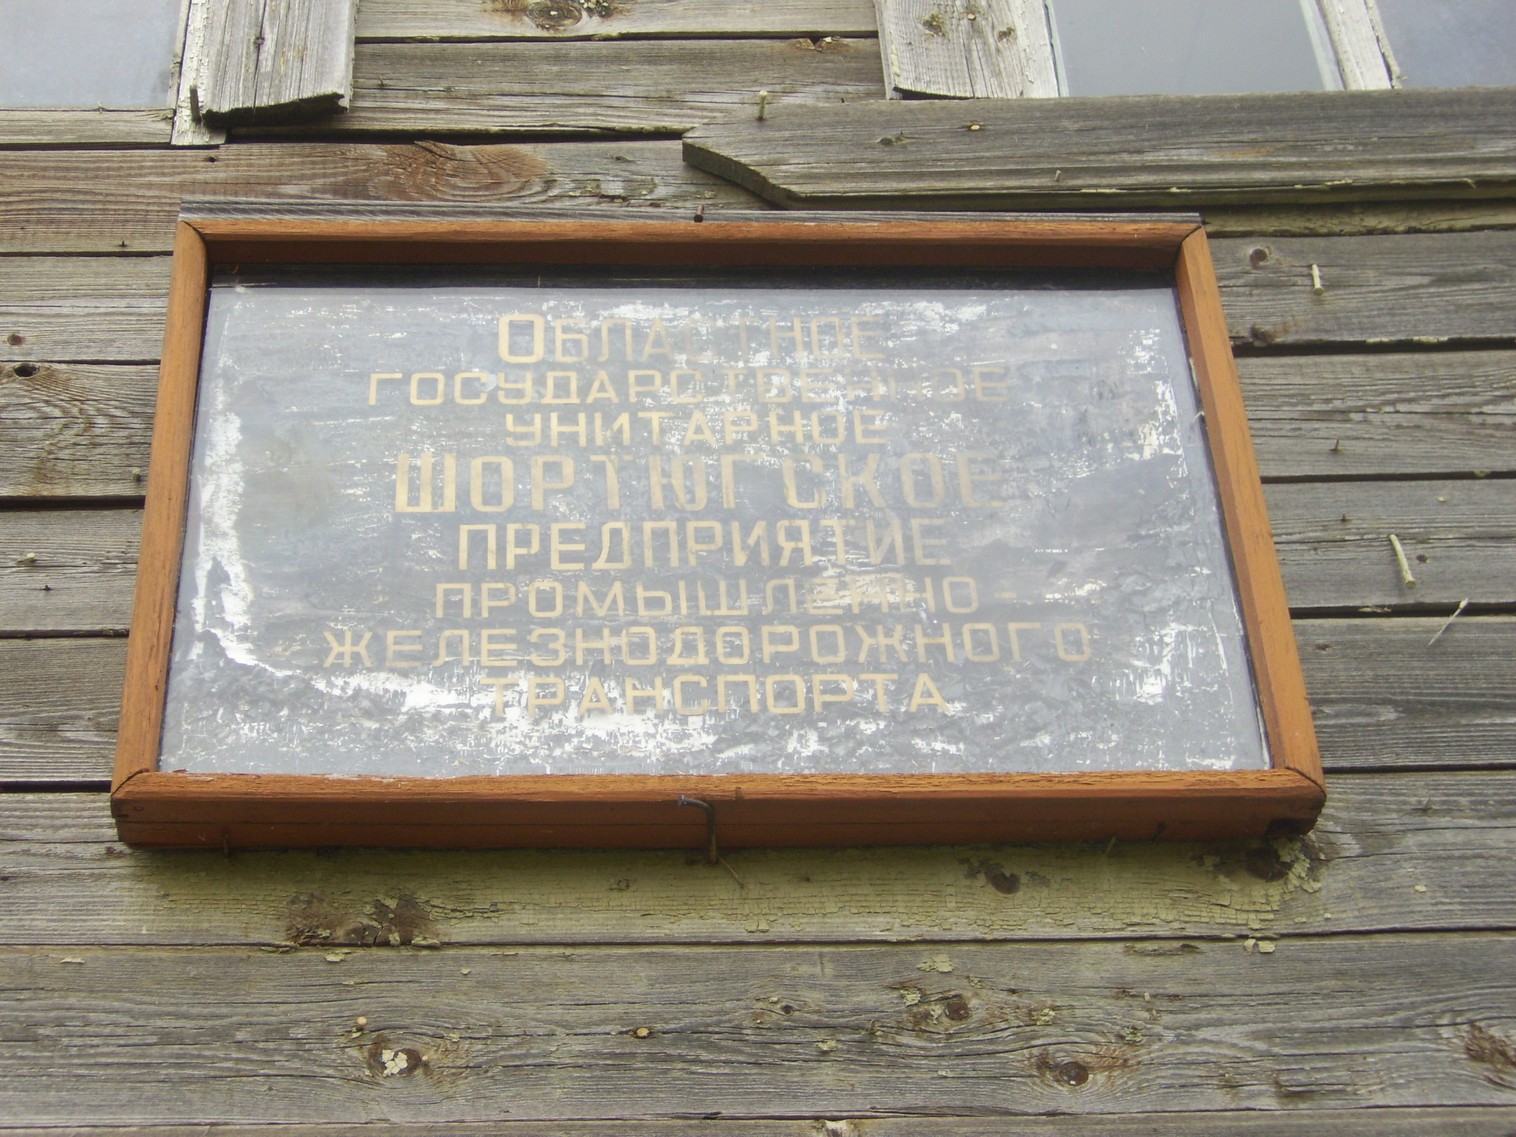 Областное
государственное
унитарное
Шортюгское
предприятие
промышленно-
железнодорожного
транспорта